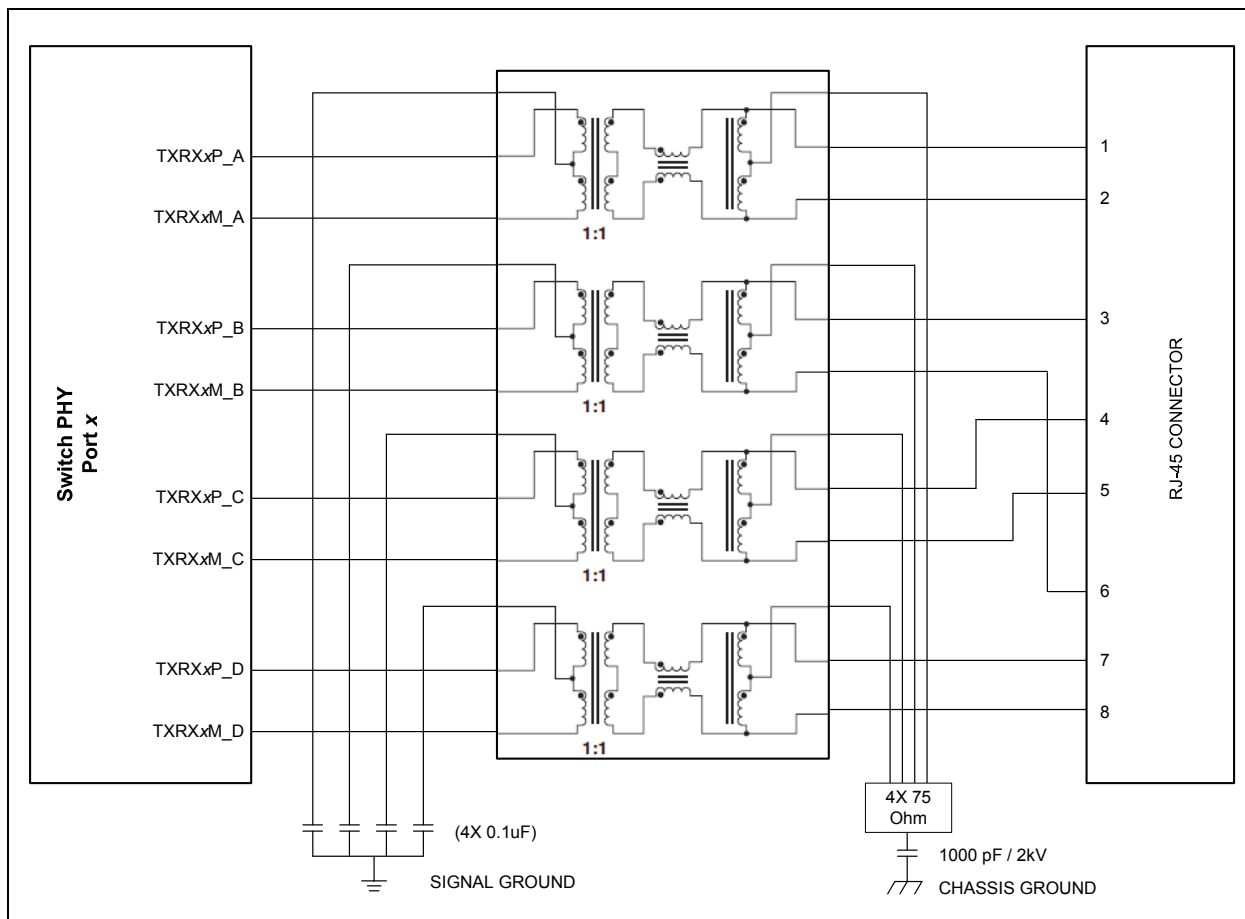 Switch PHY
Port x
TXRXxP_A
TXRXxM_A
TXRXxP_B
TXRXxM_B
TXRXxP_C
TXRXxM_C
TXRXxP_D
TXRXxM_D
1:1
1:1
1:1
1:1
1
2
3
4
5
6
7
8
RJ-45 CONNECTOR
(4X 0.1uF)
SIGNAL GROUND
4X 75
Ohm
1000 pF / 2kV
CHASSIS GROUND